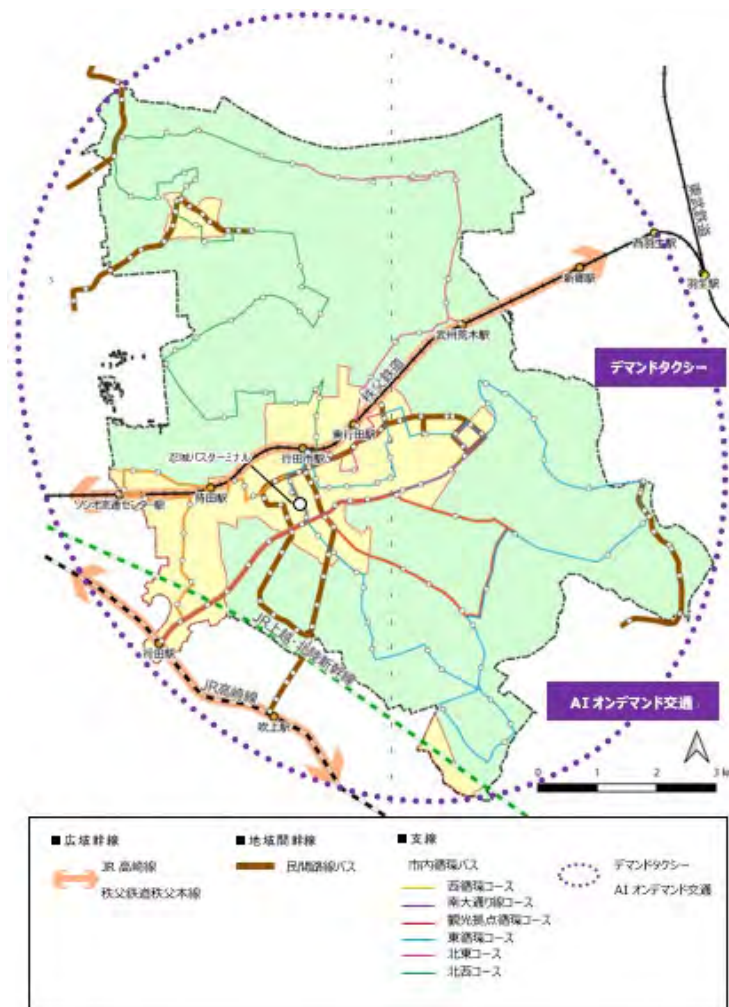 東武鉄道
西羽生駅
新郷駅
羽生駅
武州荒木駅
デマンドタクシー
秩父鉄道
東行田駅
忍城バスターミナル
行田市駅
持田駅
ソシオ流通センター駅
JR上越・北陸新幹線
行田駅
JR高崎線
AIオンデマンド交通
吹上駅
0 1 2 3 k
■広域幹線
JR 高崎線
秩父鉄道秩父本線
■地域間幹線
民間路線バス
■支線
市内循環バス
西循環コース
南大通り線コース
観光拠点循環コース
東循環コース
北東コース
北西コース
デマンドタクシー
AI オンデマンド交通